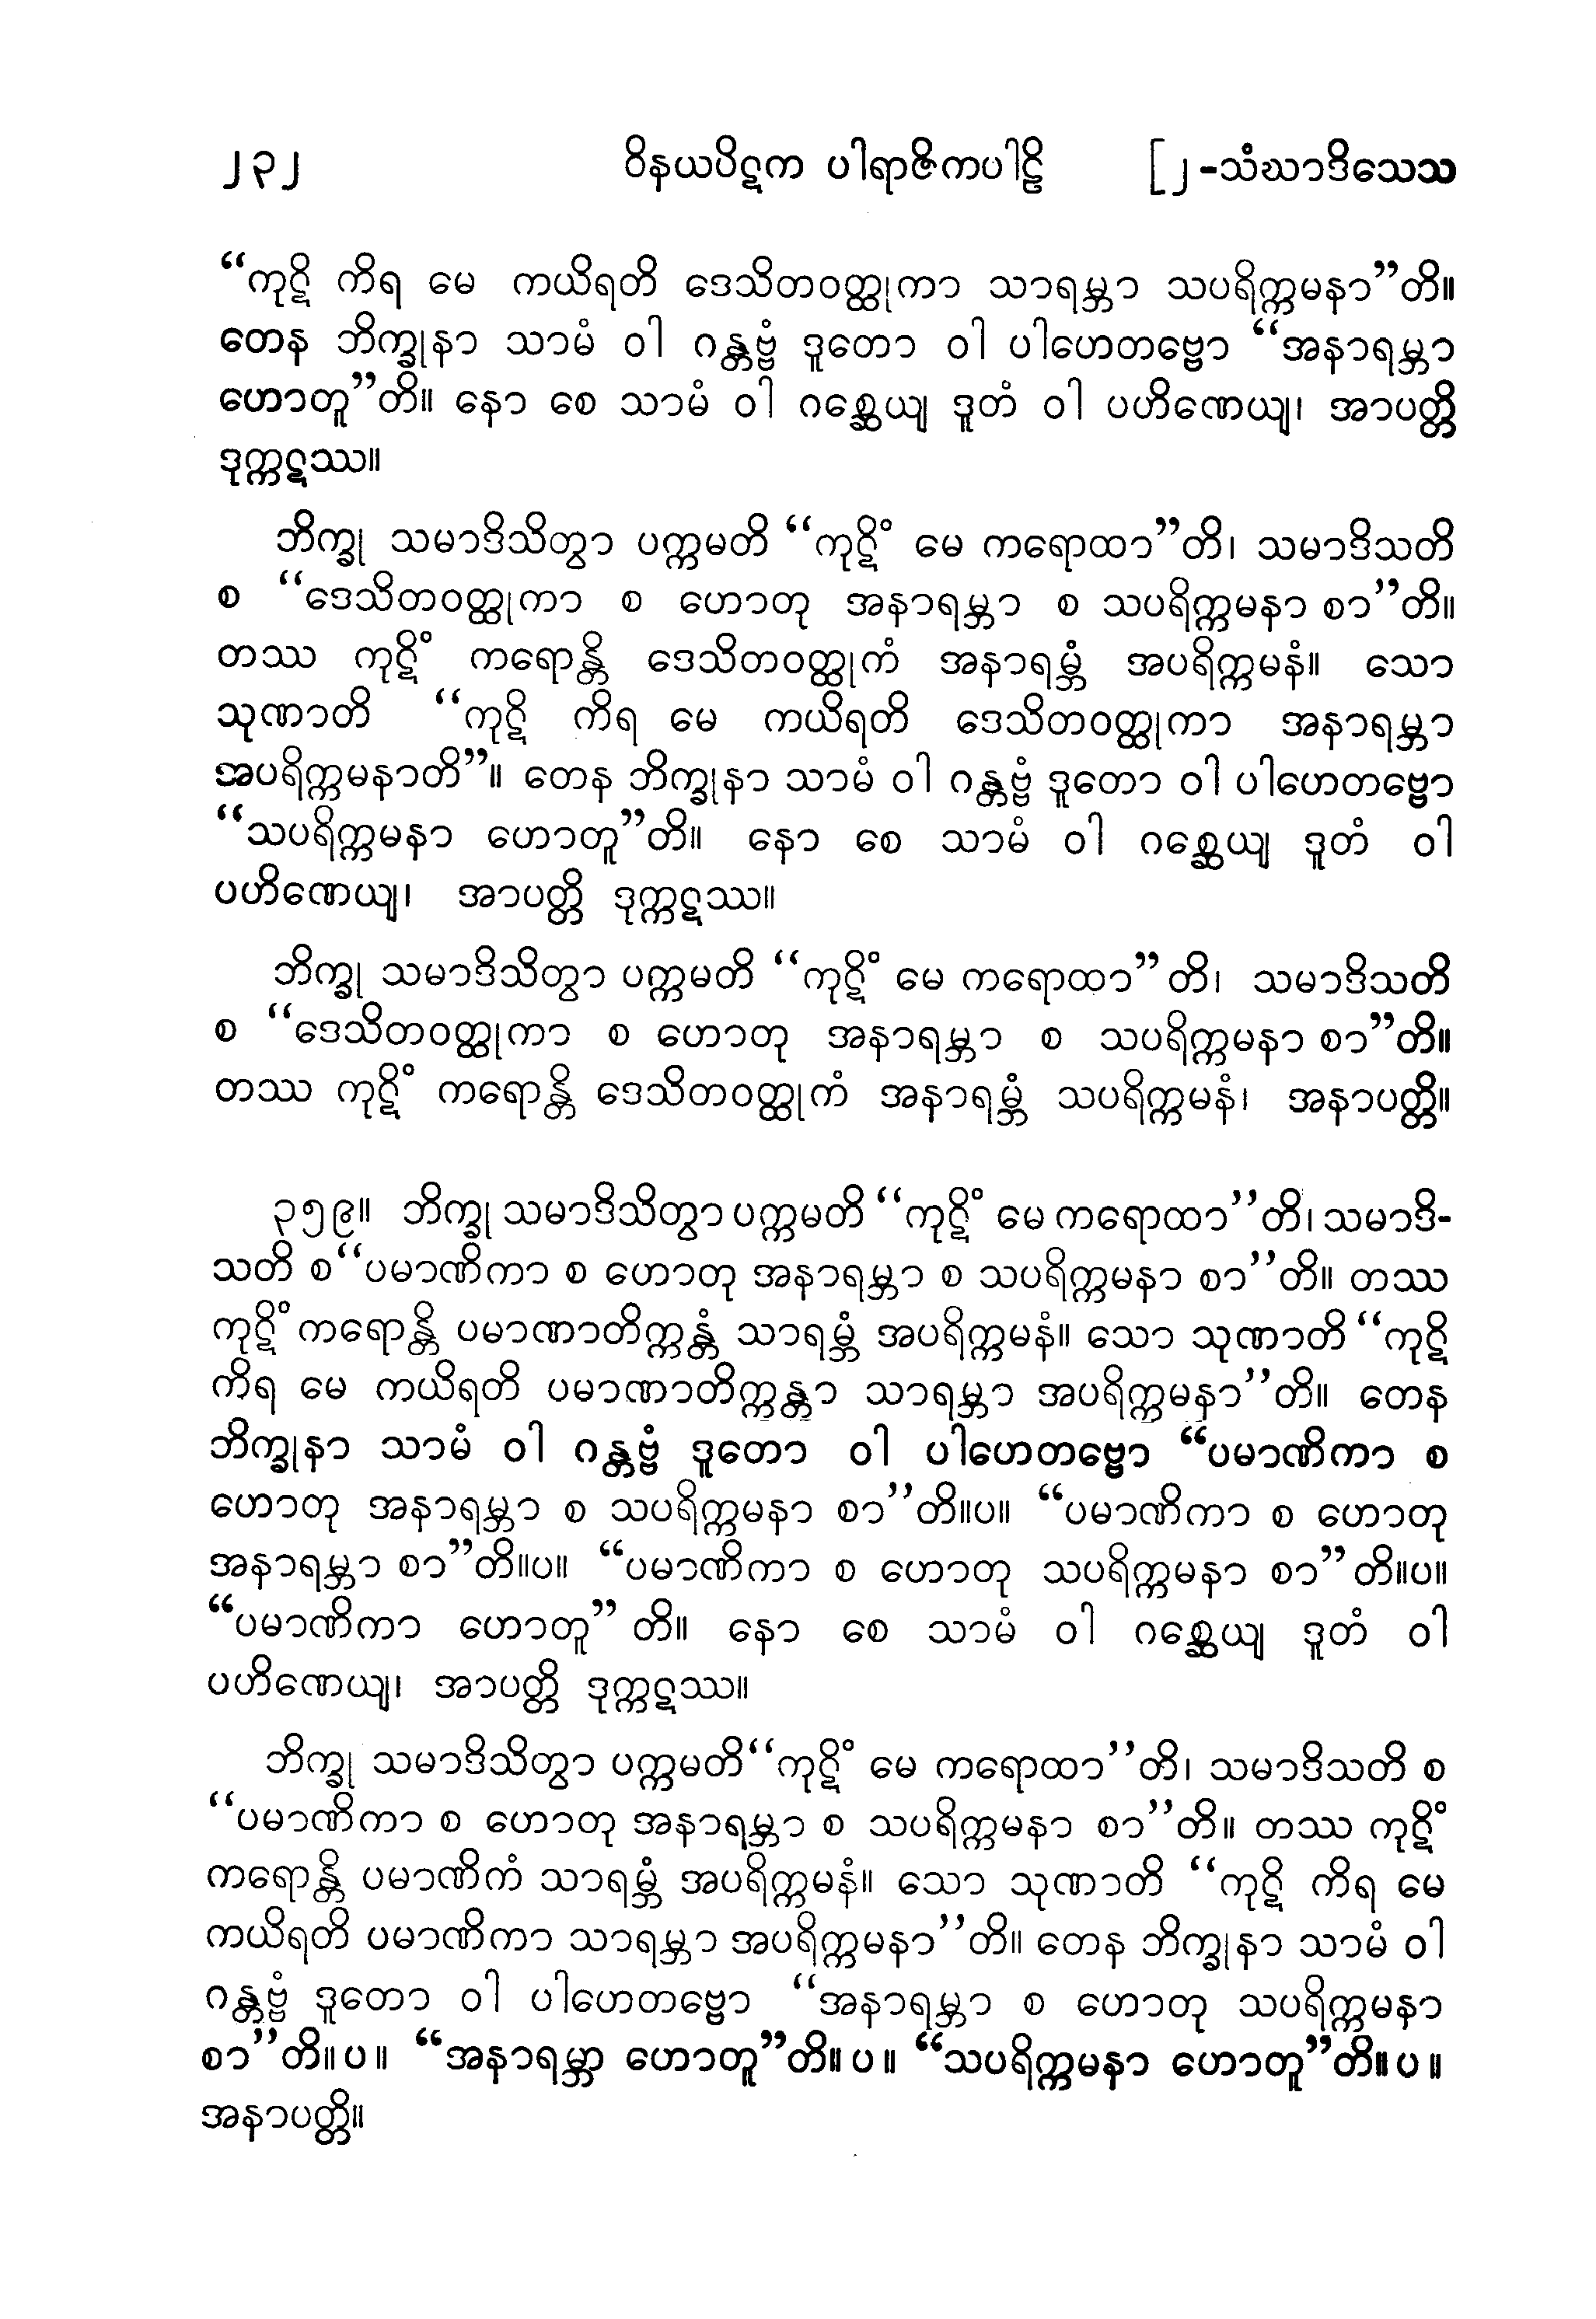 ၂၃၂ ဝိနယပိဋက ပါရာဇိကပါဠိ [၂-သံဃာဒိသေသ
“ကုဋိ ကိရ မေ ကယိရတိ ဒေသိတဝတ္ထုကာ သာရမ္ဘာ သပရိက္ကမနာ”တိ။
တေန ဘိက္ခုနာ သာမံ ဝါ ဂန္တဗ္ဗံ ဒူတော ဝါ ပါဟေတဗ္ဗော “အနာရမ္ဘာ
ဟောတူ”တိ။ နော စေ သာမံ ဝါ ဂစ္ဆေယျ ဒူတံ ဝါ ပဟိဏေယျ၊ အာပတ္တိ
ဒုက္ကဋဿ။
ဘိက္ခု သမာဒိသိတွာ ပက္ကမတိ “ကုဋိံ မေ ကရောထာ”တိ၊ သမာဒိသတိ
စ “ဒေသိတဝတ္ထုကာ စ ဟောတု အနာရမ္ဘာ စ သပရိက္ကမနာ စာ”တိ။
တဿ ကုဋိံ ကရောန္တိ ဒေသိတဝတ္ထုကံ အနာရမ္ဘံ အပရိက္ကမနံ။ သော
သုဏာတိ “ကုဋိ ကိရ မေ ကယိရတိ ဒေသိတဝတ္ထုကာ အနာရမ္ဘာ
အပရိက္ကမနာတိ”။ တေန ဘိက္ခုနာ သာမံ ဝါ ဂန္တဗ္ဗံ ဒူတော ဝါ ပါဟေတဗ္ဗော
“သပရိက္ကမနာ ဟောတူ”တိ။ နော စေ သာမံ ဝါ ဂစ္ဆေယျ ဒူတံ ဝါ
ပဟိဏေယျ၊ အာပတ္တိ ဒုက္ကဋဿ။
ဘိက္ခု သမာဒိသိတွာ ပက္ကမတိ “ကုဋိံ မေ ကရောထာ”တိ၊ သမာဒိသတိ
စ “ဒေသိတဝတ္ထုကာ စ ဟောတု အနာရမ္ဘာ စ သပရိက္ကမနာ စာ”တိ။
တဿ ကုဋိံ ကရောန္တိ ဒေသိတဝတ္ထုကံ အနာရမ္ဘံ သပရိက္ကမနံ၊ အနာပတ္တိ။
၃၅၉။ ဘိက္ခု သမာဒိသိတွာ ပက္ကမတိ “ကုဋိံ မေ ကရောထာ”တိ၊ သမာဒိ-
သတိ စ“ပမာဏိကာ စ ဟောတု အနာရမ္ဘာ စ သပရိက္ကမနာ စာ”တိ။ တဿ
ကုဋိံ ကရောန္တိ ပမာဏာတိက္ကန္တံ သာရမ္ဘံ အပရိက္ကမနံ။ သော သုဏာတိ “ကုဋိ
ကိရ မေ ကယိရတိ ပမာဏာတိက္ကန္တာ သာရမ္ဘာ အပရိက္ကမနာ”တိ။ တေန
ဘိက္ခုနာ သာမံ ဝါ ဂန္တဗ္ဗံ ဒူတော ဝါ ပါဟေတဗ္ဗော “ပမာဏိကာ စ
ဟောတု အနာရမ္ဘာ စ သပရိက္ကမနာ စာ”တိ။ပ။ “ပမာဏိကာ စ ဟောတု
အနာရမ္ဘာ စာ”တိ။ပ။ “ပမာဏိကာ စ ဟောတု သပရိက္ကမနာ စာ”တိ။ပ။
“ပမာဏိကာ ဟောတူ”တိ။ နော စေ သာမံ ဝါ ဂစ္ဆေယျ ဒူတံ ဝါ
ပဟိဏေယျ၊ အာပတ္တိ ဒုက္ကဋဿ။
ဘိက္ခု သမာဒိသိတွာ ပက္ကမတိ“ကုဋိံ မေ ကရောထာ”တိ၊ သမာဒိသတိ စ
“ပမာဏိကာ စ ဟောတု အနာရမ္ဘာ စ သပရိက္ကမနာ စာ”တိ။ တဿ ကုဋိံ
ကရောန္တိ ပမာဏိကံ သာရမ္ဘံ အပရိက္ကမနံ။ သော သုဏာတိ “ကုဋိ ကိရ မေ
ကယိရတိ ပမာဏိကာ သာရမ္ဘာ အပရိက္ကမနာ”တိ။ တေန ဘိက္ခုနာ သာမံ ဝါ
ဂန္တဗ္ဗံ ဒူတော ဝါ ပါဟေတဗ္ဗော “အနာရမ္ဘာ စ ဟောတု သပရိက္ကမနာ
စာ”တိ။ပ။ “အနာရမ္ဘာ ဟောတူ”တိ။ပ။ “သပရိက္ကမနာ ဟောတူ”တိ။ပ။
အနာပတ္တိ။